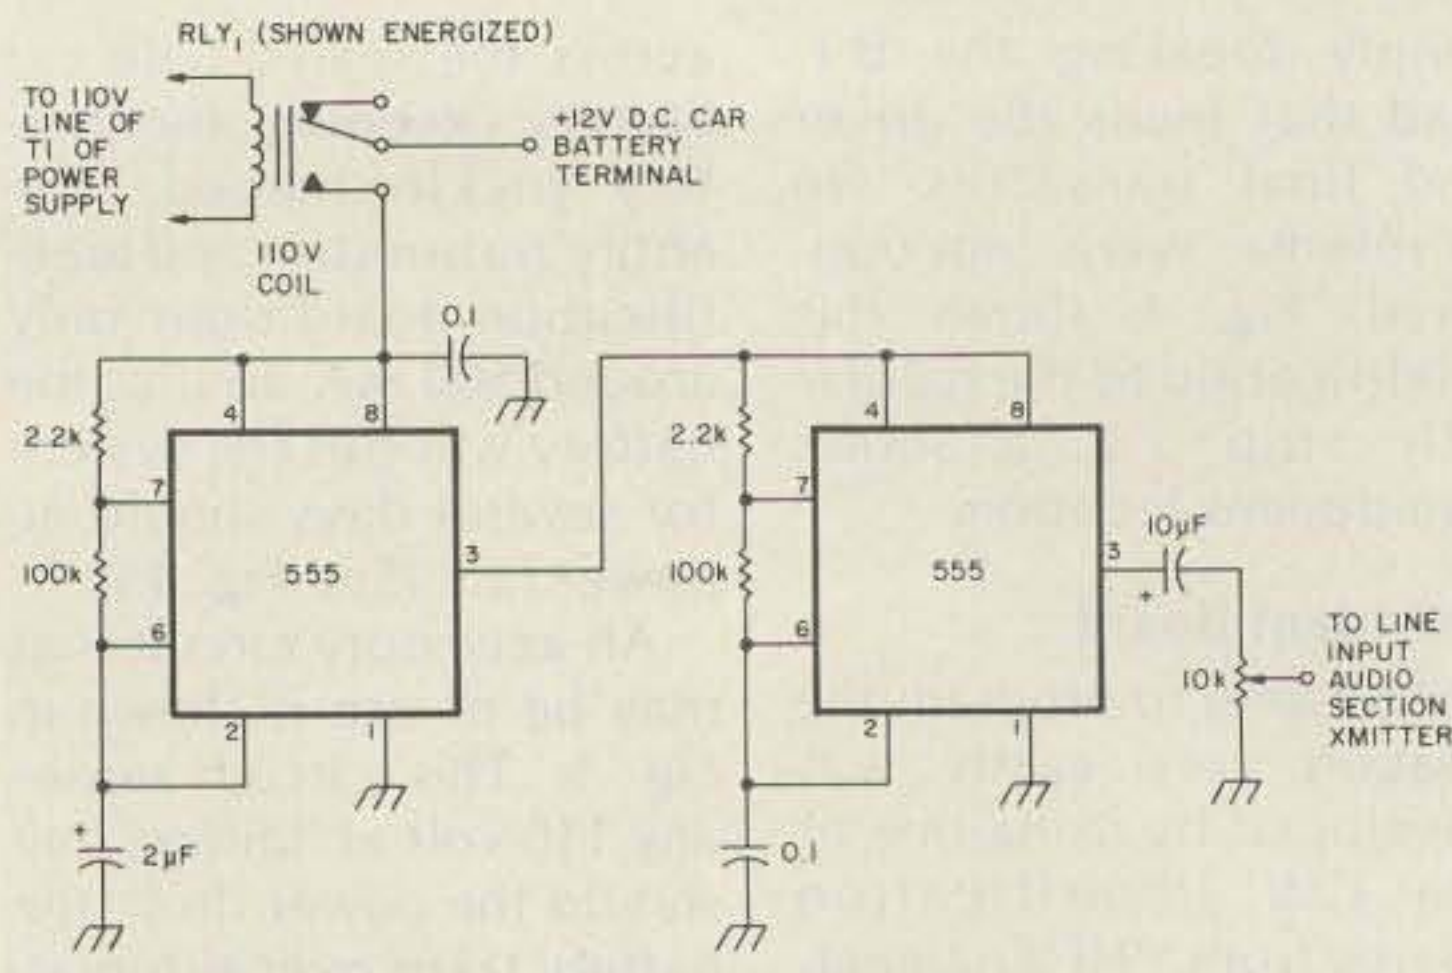 RLY1 (SHOWN ENERGIZED)
TO 110V
LINE OF
T1 OF
POWER
SUPPLY
+12V D.C. CAR
BATTERY
TERMINAL
110V
COIL
0.1
4
8
2.2k
7
100k
555
3
6
2
1
+
2µF
4
8
2.2k
7
100k
555
3
10µF
+
6
2
1
10k
TO LINE
INPUT
AUDIO
SECTION
XMITTER
0.1